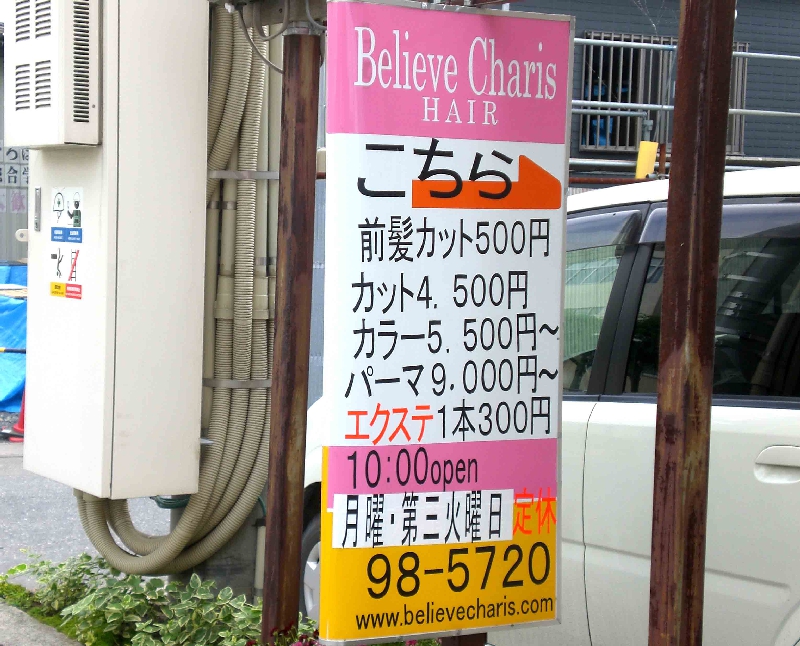 Believe Charis
HAIR
こちら
前髪カット500円
カット4.500円
カラー5.500円～
パーマ9.000円～
エクステ1本300円
10:00open
月曜・第三火曜日定休
98-5720
www.believecharis.com